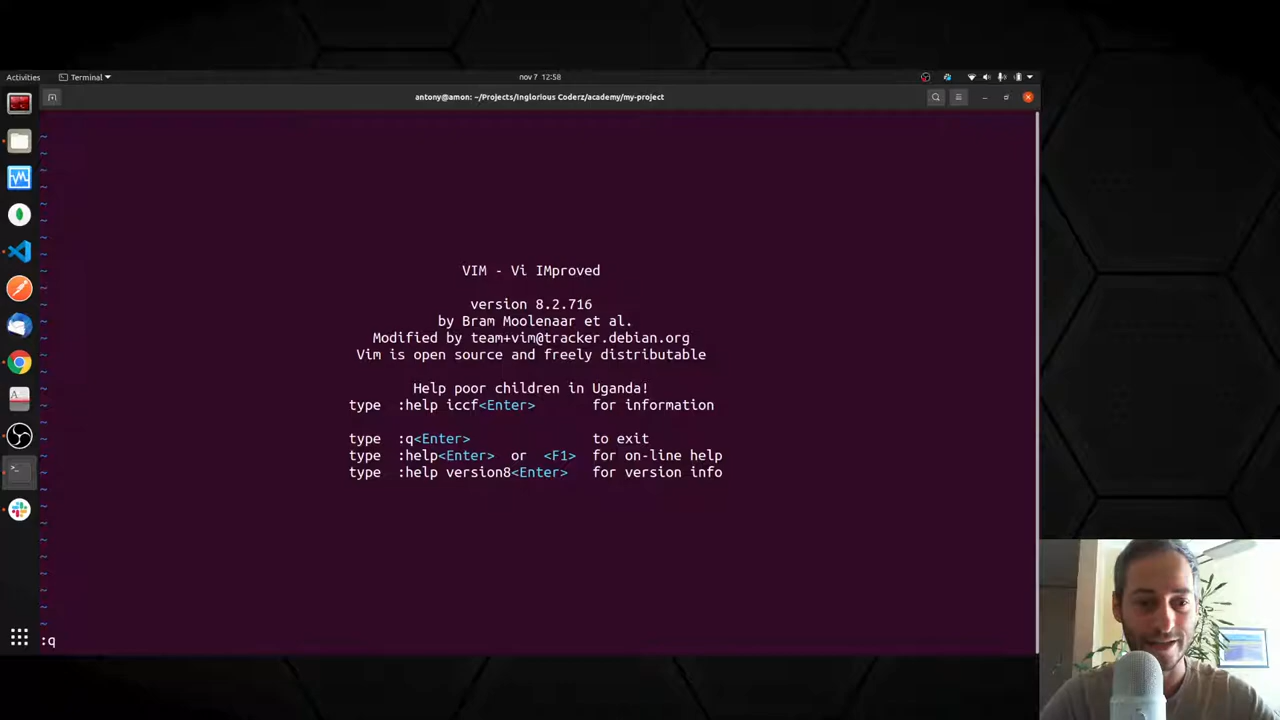 Activities
Terminal
nov 7 12:58
antony@amon: ~/Projects/Inglorious Coderz/academy/my-project
~
~
~
~
~
~
~
~
VIM - Vi IMproved
~
version 8.2.716
by Bram Moolenaar et al.
Modified by team+vim@tracker.debian.org
Vim is open source and freely distributable
Help poor children in Uganda!
type :help iccf<Enter> for information
type :q<Enter> to exit
type :help<Enter> or <F1> for on-line help
type :help version8<Enter> for version info
~
~
~
~
~
~
~
:q